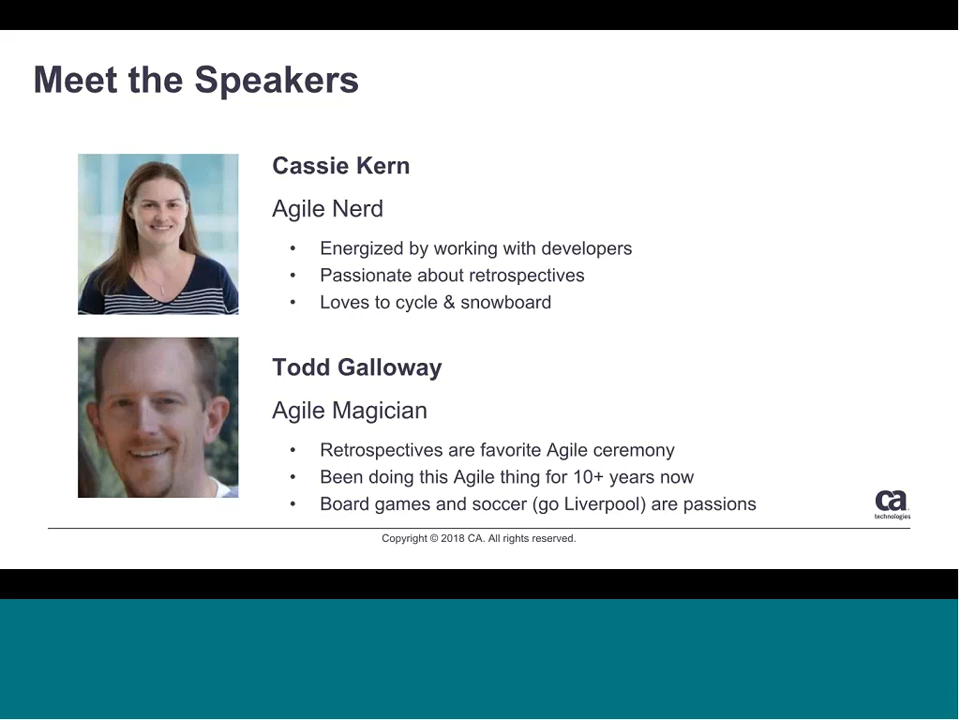 Meet the Speakers
Cassie Kern
Agile Nerd
• Energized by working with developers
• Passionate about retrospectives
• Loves to cycle & snowboard
Todd Galloway
Agile Magician
• Retrospectives are favorite Agile ceremony
• Been doing this Agile thing for 10+ years now
• Board games and soccer (go Liverpool) are passions
ca
technologies
Copyright © 2018 CA. All rights reserved.